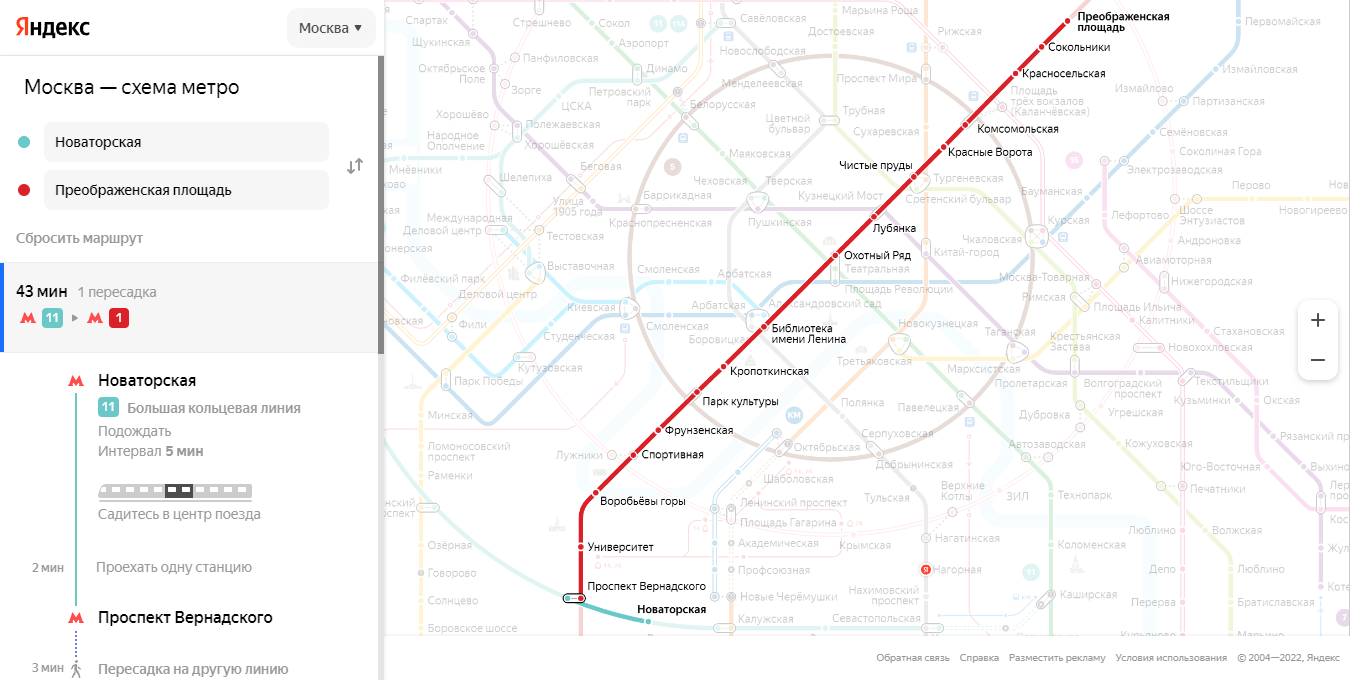 Яндекс
Москва
Москва — схема метро
Новаторская
Преображенская площадь
Сбросить маршрут
43 мин 1 пересадка
11 1
Новаторская
11 Большая кольцевая линия
Подождать
Интервал 5 мин
Садитесь в центр поезда
2 мин Проехать одну станцию
Проспект Вернадского
3 мин Пересадка на другую линию
Преображенская
площадь
Сокольники
Красносельская
Комсомольская
Красные Ворота
Чистые пруды
Лубянка
Охотный Ряд
Библиотека
имени Ленина
Кропоткинская
Парк культуры
Фрунзенская
Спортивная
Воробьёвы горы
Университет
Проспект Вернадского
Новаторская
Спартак
Щукинская
Октябрьское
Поле
Стрешнево
Панфиловская
Зорге
Хорошёво
Народное
Ополчение
Мнёвники
Полежаевская
Хорошёвская
Шелепиха
Сокол
Аэропорт
Динамо
Петровский
парк
ЦСКА
Беговая
Улица
1905 года
Международная
Деловой центр
Тестовская
Выставочная
Деловой центр
Филёвский парк
Фили
Студенческая
Кутузовская
Парк Победы
Минская
Ломоносовский
проспект
Раменки
Озёрная
Говорово
Солнцево
Боровское шоссе
Савёловская
Марьина Роща
Достоевская
Рижская
Новослободская
Менделеевская
Проспект Мира
Белорусская
Цветной
бульвар
Трубная
Сухаревская
Маяковская
Чеховская
Тверская
Пушкинская
Кузнецкий Мост
Баррикадная
Краснопресненская
Тургеневская
Сретенский бульвар
Площадь
трёх вокзалов
(Каланчёвская)
Смоленская
Арбатская
Киевская
Смоленская
Арбатская
Александровский сад
Боровицкая
Театральная
Площадь Революции
Китай-город
Чкаловская
Курская
Бауманская
Электрозаводская
Семёновская
Партизанская
Измайлово
Измайловская
Первомайская
Соколиная Гора
Лефортово
Перово
Шоссе
Энтузиастов
Новогиреево
Андроновка
Авиамоторная
Нижегородская
Москва-Товарная
Римская
Площадь Ильича
Калитники
Стахановская
Новохохловская
Новокузнецкая
Третьяковская
Таганская
Марксистская
Крестьянская
Застава
Пролетарская
Волгоградский
проспект
Текстильщики
Кузьминки
Окская
Угрешская
Дубровка
Автозаводская
Кожуховская
Юго-Восточная
Рязанский пр
Выхино
Печатники
Технопарк
ЗИЛ
Верхние
Котлы
Полянка
Павелецкая
Серпуховская
Добрынинская
Октябрьская
Шаболовская
Тульская
Лужники
Ленинский проспект
Площадь Гагарина
Крымская
Академическая
Профсоюзная
Новые Черёмушки
Калужская
Нагатинская
Нагорная
Нахимовский
проспект
Севастопольская
Каширская
Коломенская
Люблино
Волжская
Люблино
Депо
Перерва
Братиславская
Курьяново
Марьино
КМ
5
11
11А
15
7
11
Обратная связь Справка Разместить рекламу Условия использования © 2004—2022, Яндекс